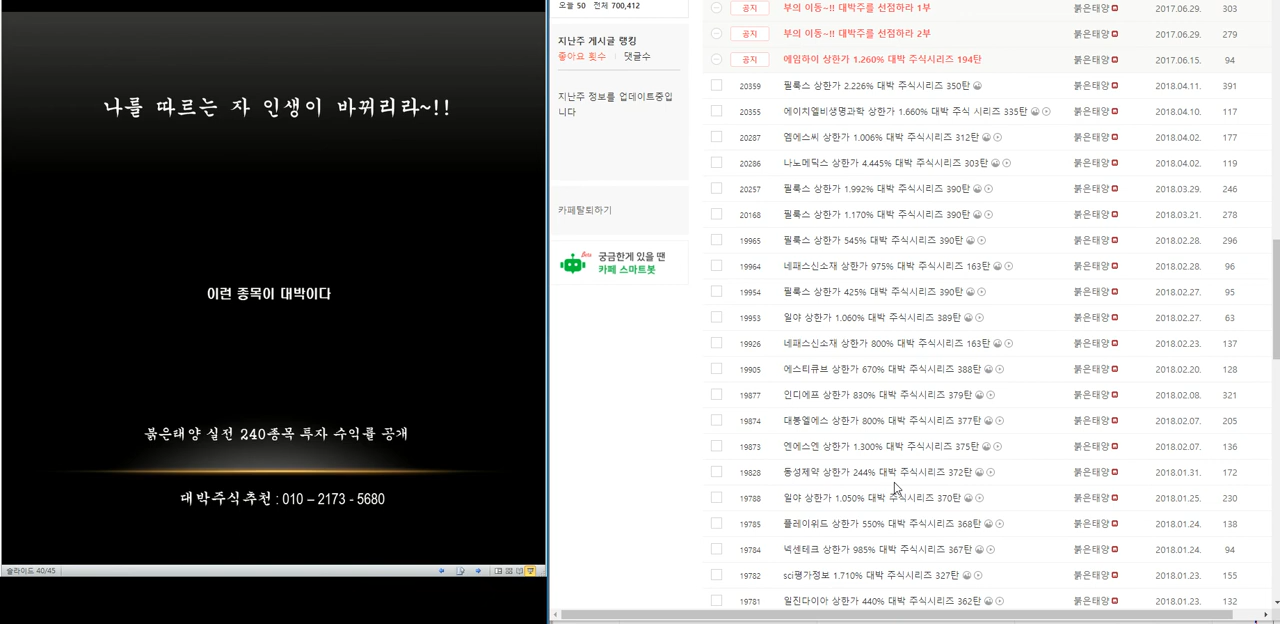 나를 따르는 자 인생이 바뀌리라~!!
이런 종목이 대박이다
붉은태양 실전 240종목 투자 수익률 공개
대박주식추천 : 010 – 2173 - 5680
슬라이드 40/45
오늘 50 전체 700,412
지난주 게시글 랭킹
좋아요 횟수 | 댓글수
지난주 정보를 업데이트중입
니다
카페탈퇴하기
Beta 궁금한게 있을 땐
카페 스마트봇
공지 부의 이동~!! 대박주를 선점하라 1부 붉은태양 2017.06.29. 303
공지 부의 이동~!! 대박주를 선점하라 2부 붉은태양 2017.06.29. 279
공지 에임하이 상한가 1.260% 대박 주식시리즈 194탄 붉은태양 2017.06.15. 94
20359 필룩스 상한가 2.226% 대박 주식시리즈 350탄 붉은태양 2018.04.11. 391
20355 에이치엘비생명과학 상한가 1.660% 대박 주식 시리즈 335탄 붉은태양 2018.04.10. 117
20287 엠에스씨 상한가 1.006% 대박 주식시리즈 312탄 붉은태양 2018.04.02. 177
20286 나노메딕스 상한가 4.445% 대박 주식시리즈 303탄 붉은태양 2018.04.02. 119
20257 필룩스 상한가 1.992% 대박 주식시리즈 390탄 붉은태양 2018.03.29. 246
20168 필룩스 상한가 1.170% 대박 주식시리즈 390탄 붉은태양 2018.03.21. 278
19965 필룩스 상한가 545% 대박 주식시리즈 390탄 붉은태양 2018.02.28. 296
19964 네패스신소재 상한가 975% 대박 주식시리즈 163탄 붉은태양 2018.02.28. 96
19954 필룩스 상한가 425% 대박 주식시리즈 390탄 붉은태양 2018.02.27. 95
19953 일야 상한가 1.060% 대박 주식시리즈 389탄 붉은태양 2018.02.27. 63
19926 네패스신소재 상한가 800% 대박 주식시리즈 163탄 붉은태양 2018.02.23. 137
19905 에스티큐브 상한가 670% 대박 주식시리즈 388탄 붉은태양 2018.02.20. 128
19877 인디에프 상한가 830% 대박 주식시리즈 379탄 붉은태양 2018.02.08. 321
19874 대동엘에스 상한가 800% 대박 주식시리즈 377탄 붉은태양 2018.02.07. 205
19873 엔에스엔 상한가 1.300% 대박 주식시리즈 375탄 붉은태양 2018.02.07. 136
19828 동성제약 상한가 244% 대박 주식시리즈 372탄 붉은태양 2018.01.31. 172
19788 일야 상한가 1.050% 대박 주식시리즈 370탄 붉은태양 2018.01.25. 230
19785 플레이위드 상한가 550% 대박 주식시리즈 368탄 붉은태양 2018.01.24. 138
19784 넥센테크 상한가 985% 대박 주식시리즈 367탄 붉은태양 2018.01.24. 94
19782 sci평가정보 1.710% 대박 주식시리즈 327탄 붉은태양 2018.01.23. 155
19781 일진다이아 상한가 440% 대박 주식시리즈 362탄 붉은태양 2018.01.23. 132